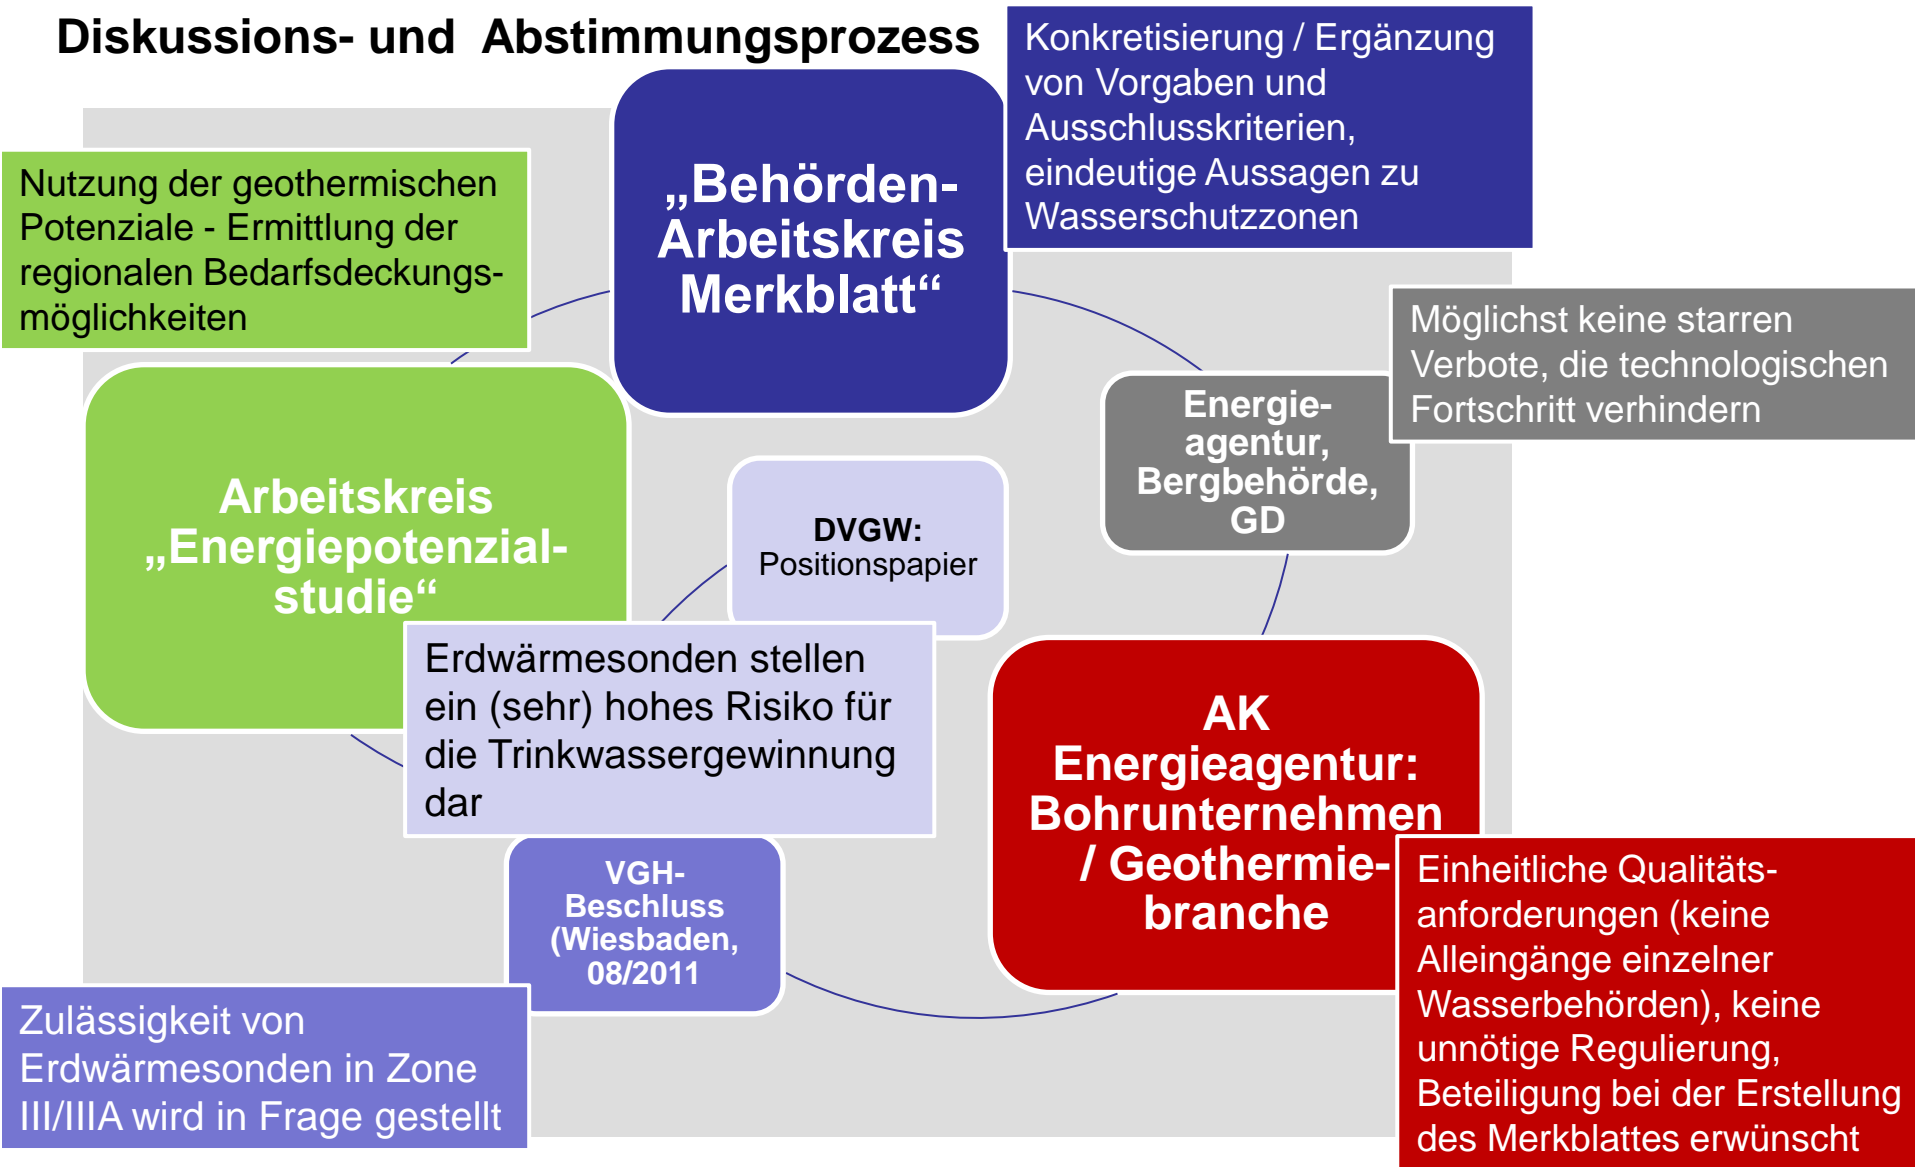 Diskussions- und Abstimmungsprozess
Konkretisierung / Ergänzung
von Vorgaben und
Ausschlusskriterien,
eindeutige Aussagen zu
Wasserschutzzonen
„Behörden-
Arbeitskreis
Merkblatt“
Nutzung der geothermischen
Potenziale - Ermittlung der
regionalen Bedarfsdeckungs-
möglichkeiten
Möglichst keine starren
Verbote, die technologischen
Fortschritt verhindern
Energie-
agentur,
Bergbehörde,
GD
Arbeitskreis
„Energiepotenzial-
studie“
DVGW:
Positionspapier
Erdwärmesonden stellen
ein (sehr) hohes Risiko für
die Trinkwassergewinnung
dar
AK
Energieagentur:
Bohrunternehmen
/ Geothermie-
branche
VGH-
Beschluss
(Wiesbaden,
08/2011
Einheitliche Qualitäts-
anforderungen (keine
Alleingänge einzelner
Wasserbehörden), keine
unnötige Regulierung,
Beteiligung bei der Erstellung
des Merkblattes erwünscht
Zulässigkeit von
Erdwärmesonden in Zone
III/IIIA wird in Frage gestellt